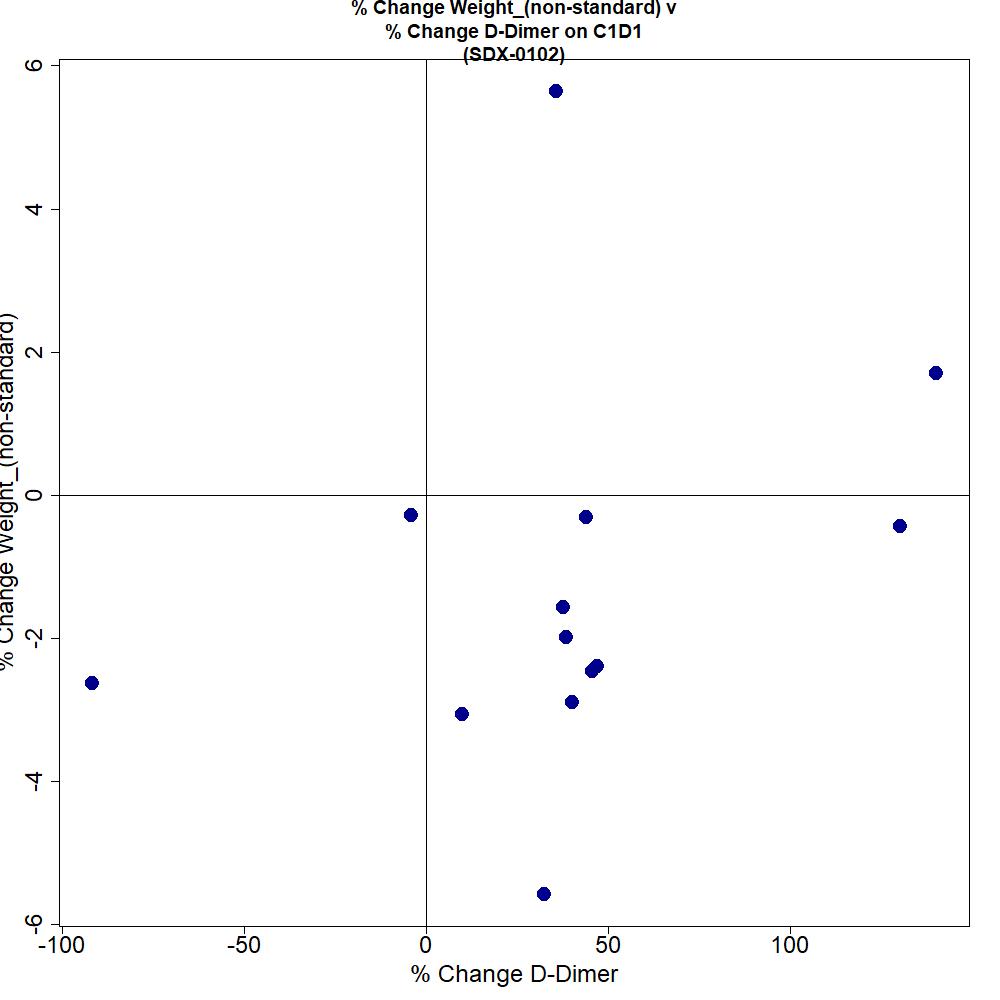 % Change Weight_(non-standard) v
% Change D-Dimer on C1D1
(SDX-0102)
% Change Weight_(non-standard)
6
4
2
0
-2
-4
-6
-100
-50
0
50
100
% Change D-Dimer